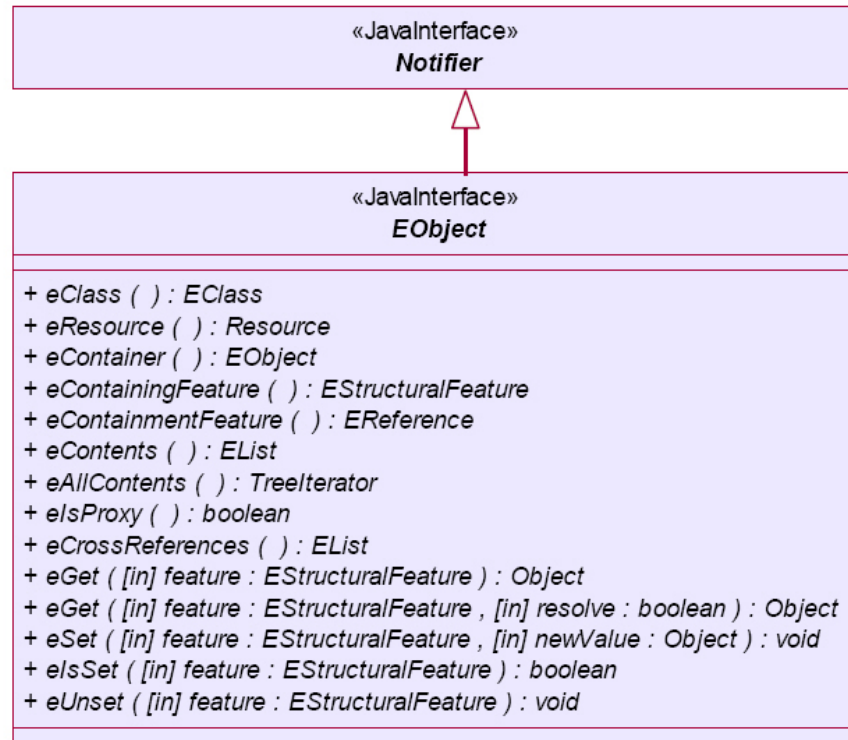 «JavaInterface»
Notifier
«JavaInterface»
EObject
+ eClass ( ) : EClass
+ eResource ( ) : Resource
+ eContainer ( ) : EObject
+ eContainingFeature ( ) : EStructuralFeature
+ eContainmentFeature ( ) : EReference
+ eContents ( ) : EList
+ eAllContents ( ) : TreeIterator
+ eIsProxy ( ) : boolean
+ eCrossReferences ( ) : EList
+ eGet ( [in] feature : EStructuralFeature ) : Object
+ eGet ( [in] feature : EStructuralFeature , [in] resolve : boolean ) : Object
+ eSet ( [in] feature : EStructuralFeature , [in] newValue : Object ) : void
+ eIsSet ( [in] feature : EStructuralFeature ) : boolean
+ eUnset ( [in] feature : EStructuralFeature ) : void